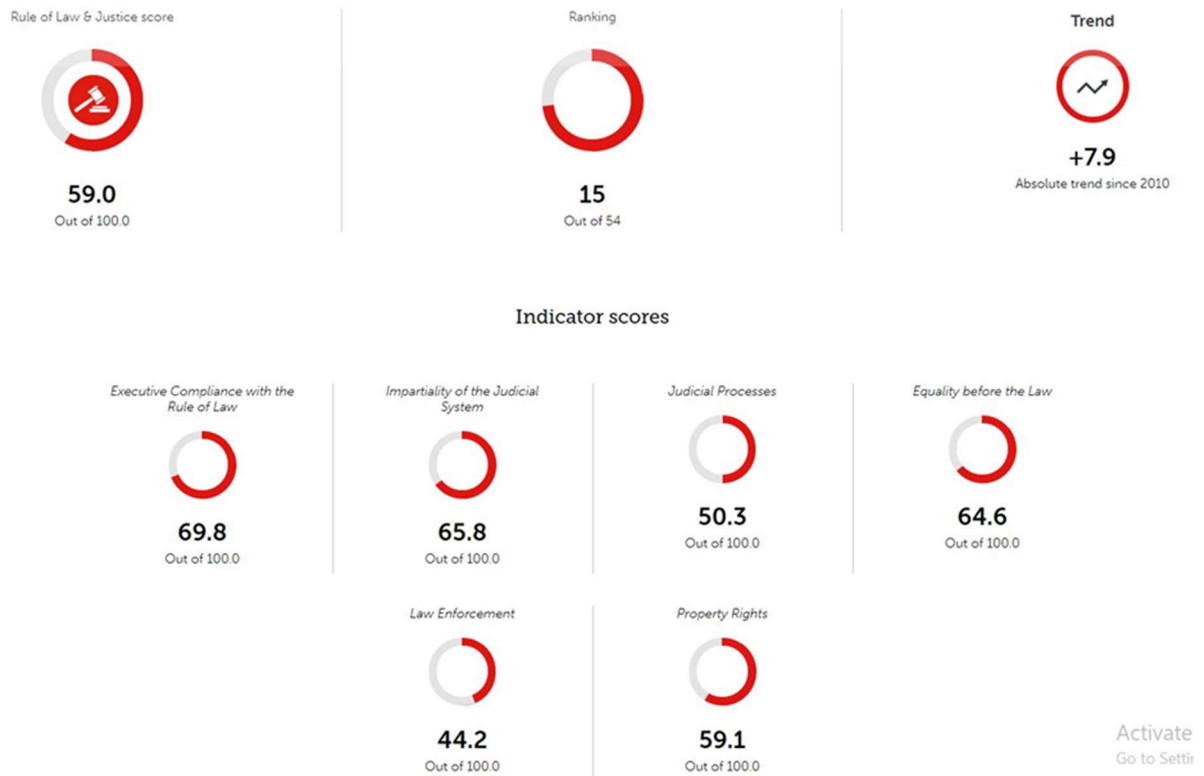 Rule of Law & Justice score
59.0
Out of 100.0
Ranking
15
Out of 54
Trend
+7.9
Absolute trend since 2010
Indicator scores
Executive Compliance with the
Rule of Law
69.8
Out of 100.0
Impartiality of the Judicial
System
65.8
Out of 100.0
Judicial Processes
50.3
Out of 100.0
Equality before the Law
64.6
Out of 100.0
Law Enforcement
44.2
Out of 100.0
Property Rights
59.1
Out of 100.0
Activate
Go to Setti